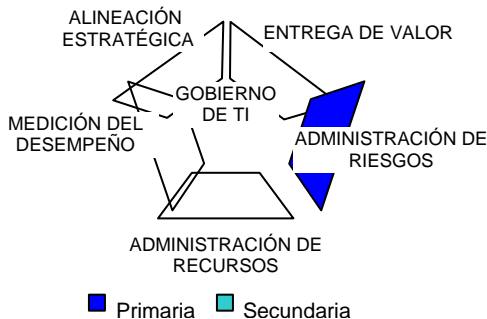 ALINEACIÓN
ESTRATÉGICA
ENTREGA DE VALOR
GOBIERNO
DE TI
MEDICIÓN DEL
DESEMPEÑO
ADMINISTRACIÓN DE
RIESGOS
ADMINISTRACIÓN DE
RECURSOS
Primaria Secundaria